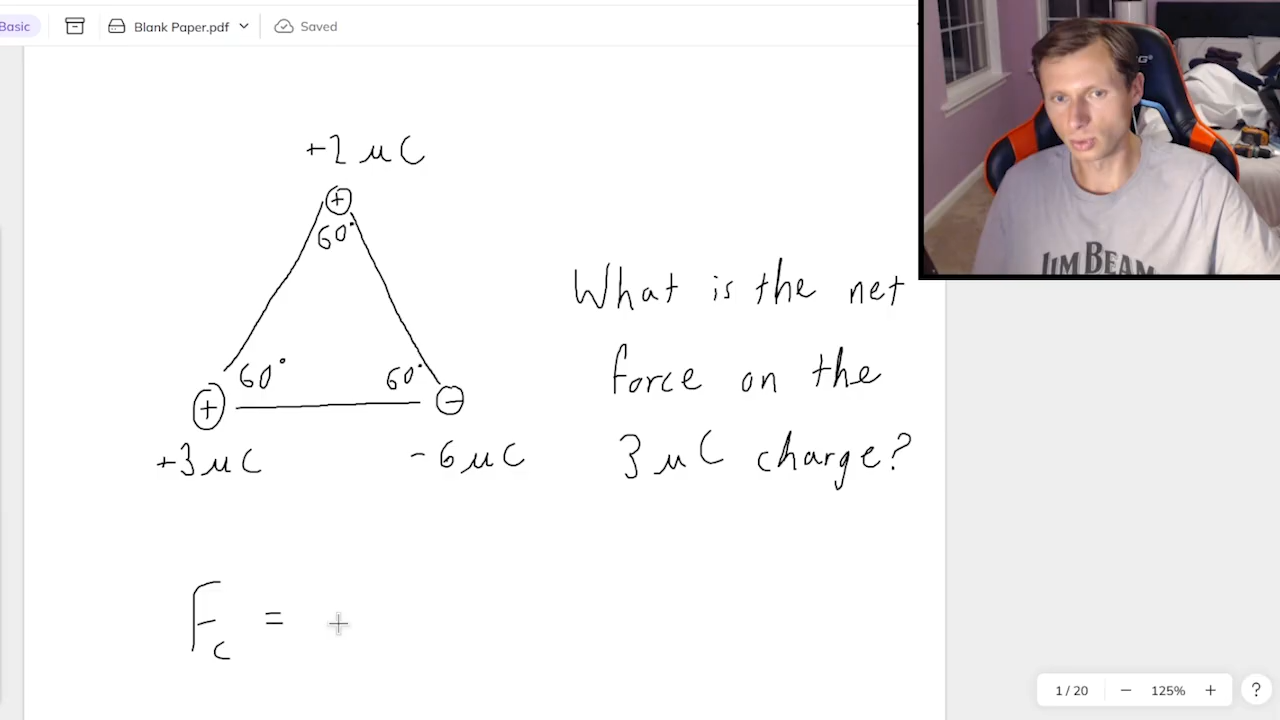 Basic
Blank Paper.pdf
Saved
+2 μC
+
60°
60°
60°
+
−
+3 μC
- 6 μC
What is the net
force on the
3 μC charge?
Fc =
JIM BEAM
1 / 20
− 125% +
?